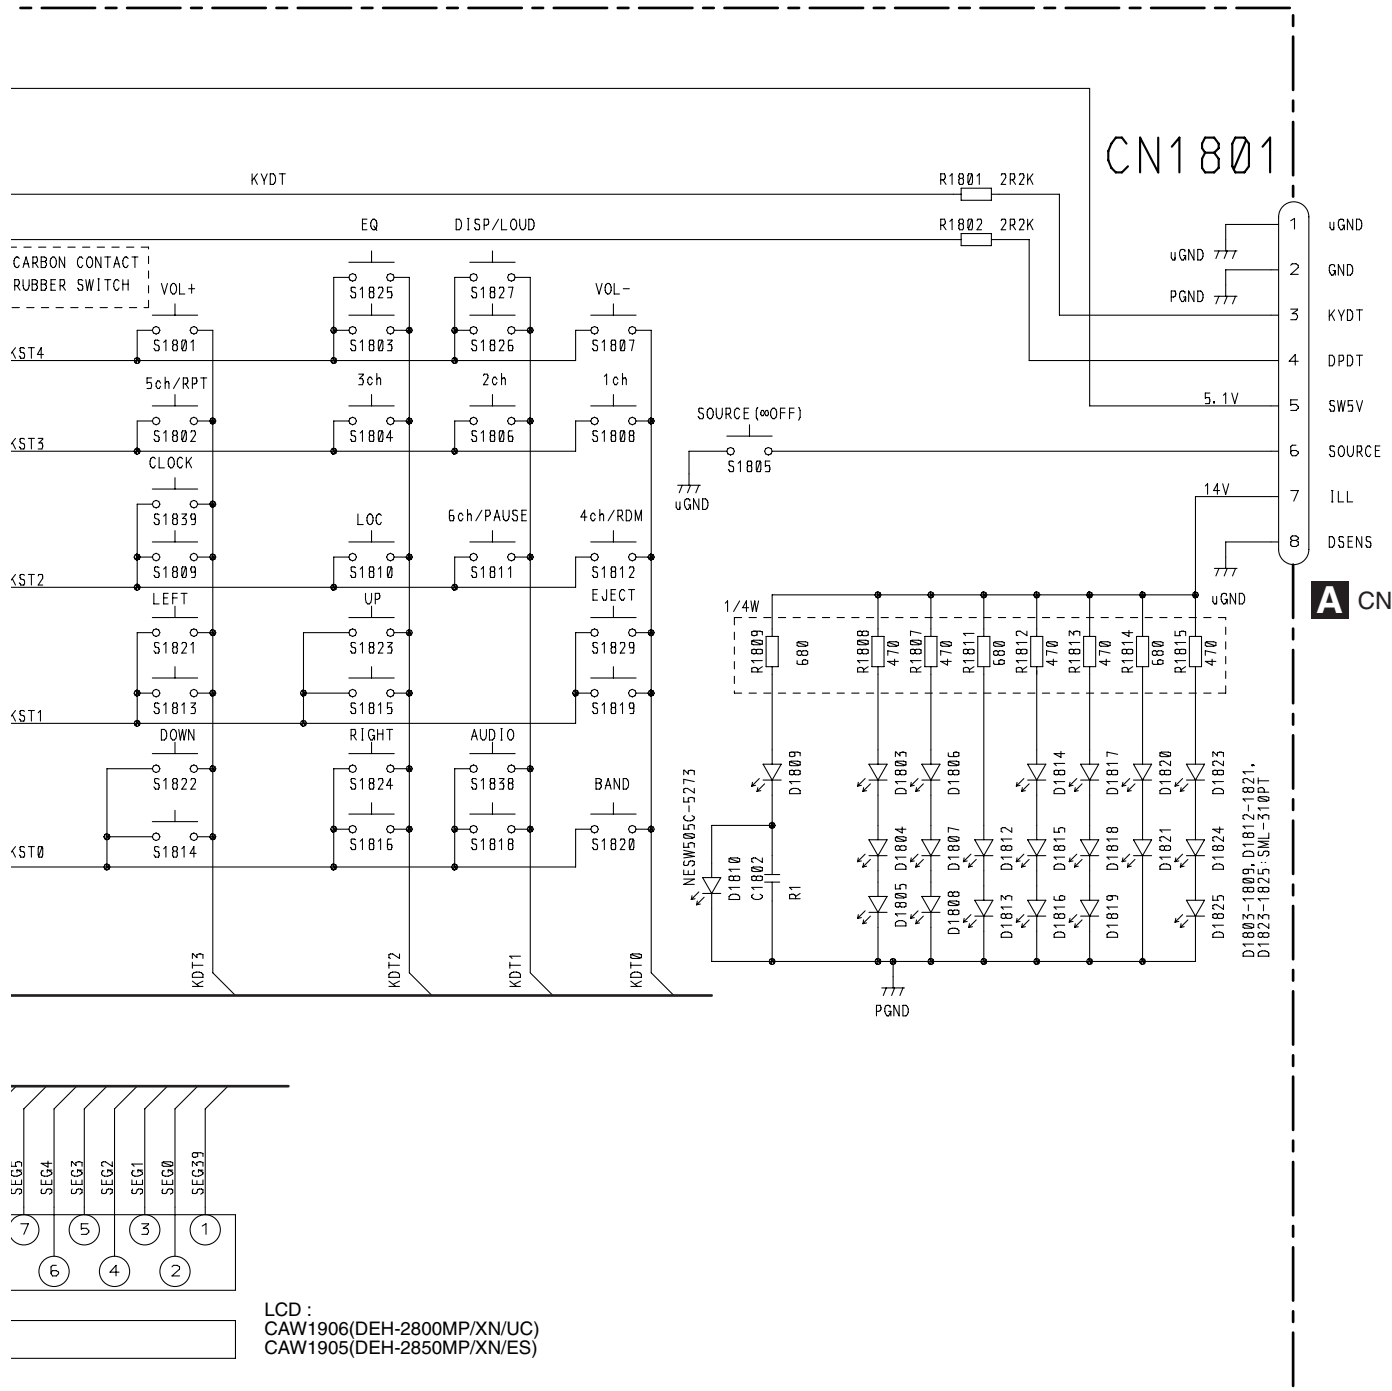 CN1801
KYDT
R1801 2R2K
R1802 2R2K
EQ
DISP/LOUD
CARBON CONTACT
RUBBER SWITCH
VOL+
S1825
S1827
VOL-
S1801
S1803
S1826
S1807
KST4
5ch/RPT
3ch
2ch
1ch
S1802
S1804
S1806
S1808
KST3
CLOCK
S1839
LOC
6ch/PAUSE
4ch/RDM
S1809
S1810
S1811
S1812
KST2
LEFT
UP
EJECT
S1821
S1823
S1829
S1813
S1815
S1819
KST1
DOWN
RIGHT
AUDIO
S1822
S1824
S1838
BAND
S1814
S1816
S1818
S1820
KST0
KDT3
KDT2
KDT1
KDT0
SOURCE(∞OFF)
S1805
uGND
uGND
PGND
1 uGND
2 GND
3 KYDT
4 DPDT
5.1V 5 SW5V
6 SOURCE
14V 7 ILL
8 DSENS
uGND
A CN
1/4W
R1809 680
R1808 470
R1807 470
R1811 680
R1812 470
R1813 470
R1814 680
R1815 470
D1809
D1803
D1806
D1814
D1817
D1820
D1823
D1804
D1807
D1812
D1815
D1818
D1821
D1824
D1805
D1808
D1813
D1816
D1819
D1825
NESW505C-5273
D1810
C1802
R1
D1803-1809, D1812-1821,
D1823-1825:SML-310PT
PGND
SEG5
SEG4
SEG3
SEG2
SEG1
SEG0
SEG39
7 5 3 1
6 4 2
LCD :
CAW1906(DEH-2800MP/XN/UC)
CAW1905(DEH-2850MP/XN/ES)